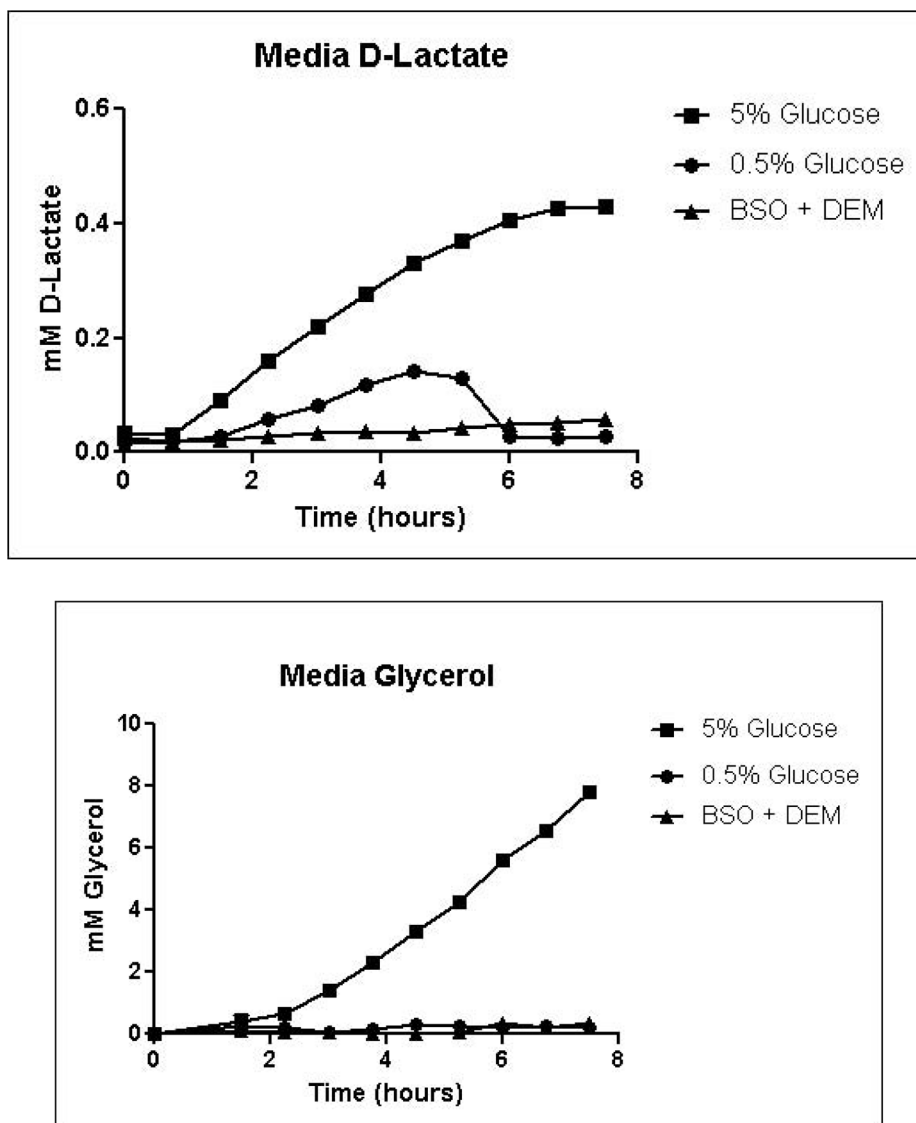 Media D-Lactate
0.6
0.4
0.2
0.0
mM D-Lactate
0 2 4 6 8
Time (hours)
5% Glucose
0.5% Glucose
BSO + DEM
Media Glycerol
10
8
6
4
2
0
mM Glycerol
0 2 4 6 8
Time (hours)
5% Glucose
0.5% Glucose
BSO + DEM